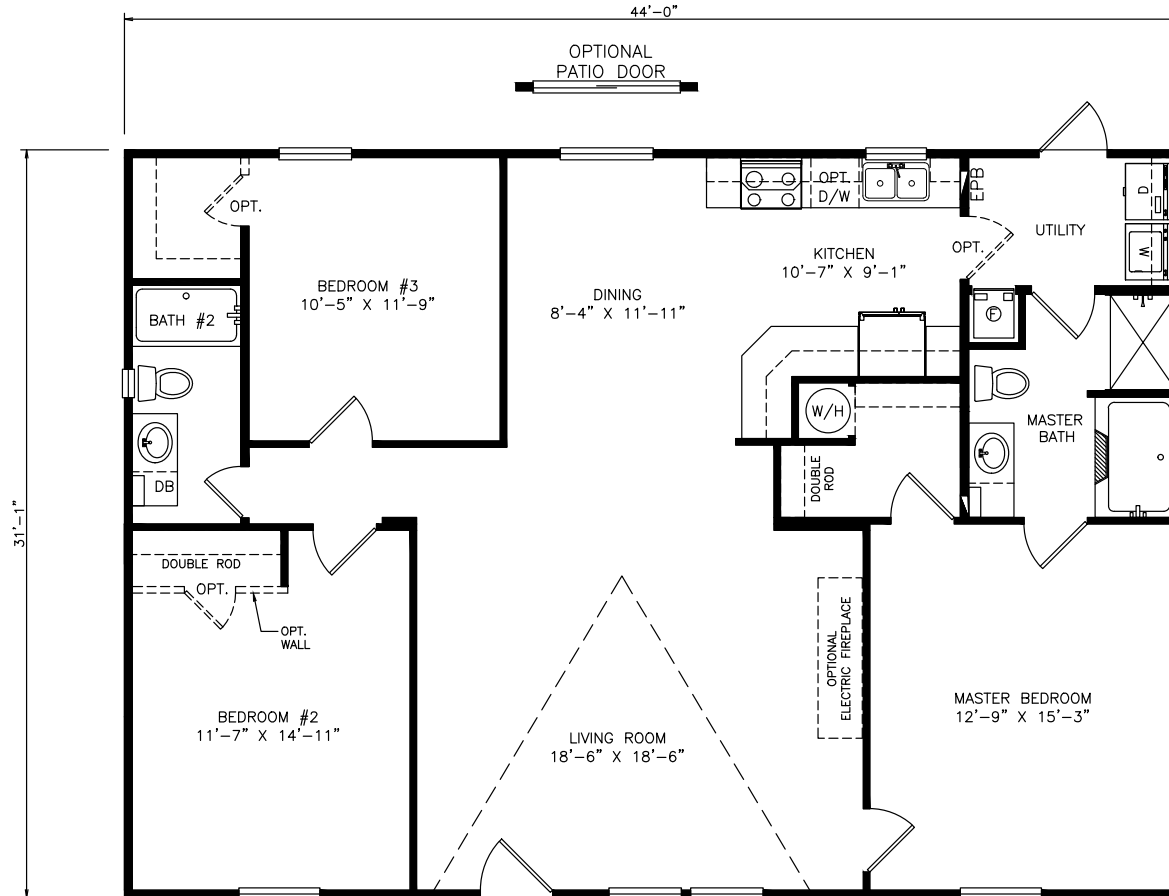 44'-0"
OPTIONAL
PATIO DOOR
31'-1"
OPT.
BEDROOM #3
10'-5" X 11'-9"
BATH #2
DB
DINING
8'-4" X 11'-11"
OPT.
D/W
KITCHEN
10'-7" X 9'-1"
EPB
OPT.
UTILITY
D
W
F
W/H
DOUBLE
ROD
MASTER
BATH
DOUBLE ROD
OPT.
OPT.
WALL
BEDROOM #2
11'-7" X 14'-11"
LIVING ROOM
18'-6" X 18'-6"
OPTIONAL
ELECTRIC FIREPLACE
MASTER BEDROOM
12'-9" X 15'-3"